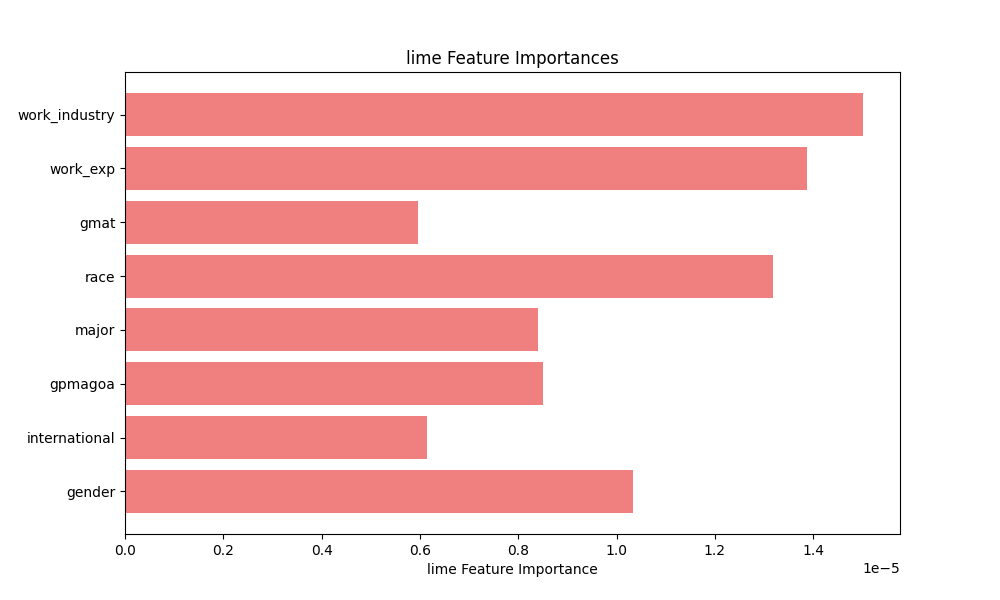 lime Feature Importances
work_industry
work_exp
gmat
race
major
gpmagoa
international
gender
0.0 0.2 0.4 0.6 0.8 1.0 1.2 1.4
1e−5
lime Feature Importance